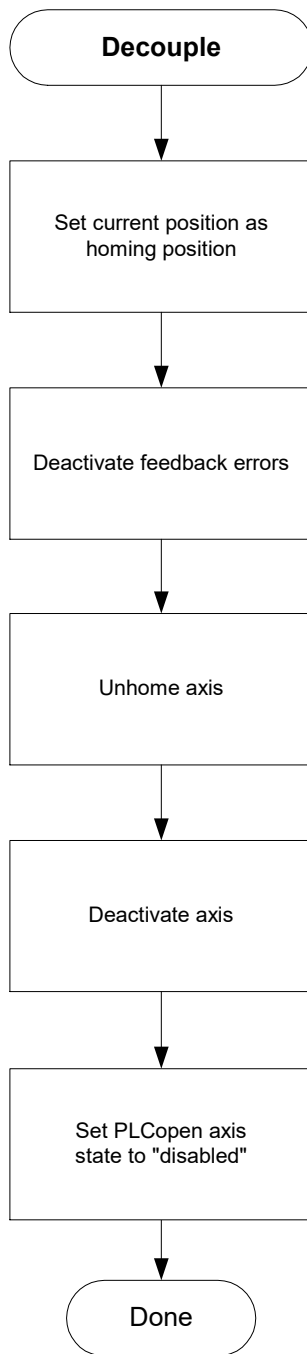 Decouple
Set current position as
homing position
Deactivate feedback errors
Unhome axis
Deactivate axis
Set PLCopen axis
state to "disabled"
Done